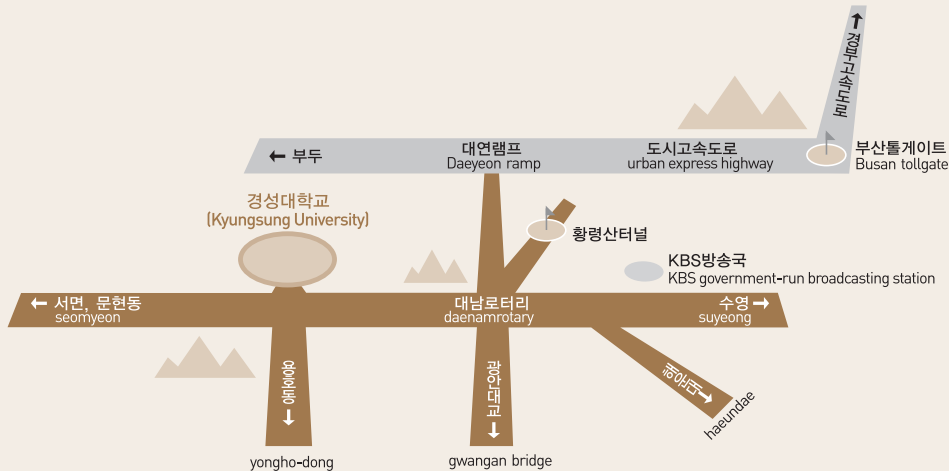 경부고속도로
← 부두
대연램프
Daeyeon ramp
도시고속도로
urban express highway
부산톨게이트
Busan tollgate
경성대학교
(Kyungsung University)
황령산터널
KBS방송국
KBS government-run broadcasting station
← 서면, 문현동
seomyeon
대남로터리
daenamrotary
수영 →
suyeong
용호동
광안대교
해운대
haeundae
yongho-dong
gwangan bridge